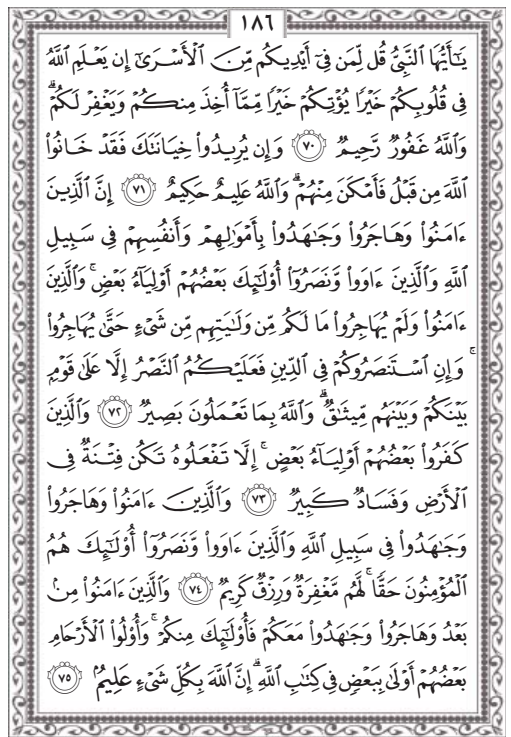 ١٨٦
يَـٰٓأَيُّهَا ٱلنَّبِىُّ قُل لِّمَن فِىٓ أَيْدِيكُم مِّنَ ٱلْأَسْرَىٰٓ إِن يَعْلَمِ ٱللَّهُ
فِى قُلُوبِكُمْ خَيْرًا يُؤْتِكُمْ خَيْرًا مِّمَّآ أُخِذَ مِنكُمْ وَيَغْفِرْ لَكُمْ ۗ
وَٱللَّهُ غَفُورٌ رَّحِيمٌ ٧٠ وَإِن يُرِيدُوا۟ خِيَانَتَكَ فَقَدْ خَانُوا۟
ٱللَّهَ مِن قَبْلُ فَأَمْكَنَ مِنْهُمْ ۗ وَٱللَّهُ عَلِيمٌ حَكِيمٌ ٧١ إِنَّ ٱلَّذِينَ
ءَامَنُوا۟ وَهَاجَرُوا۟ وَجَـٰهَدُوا۟ بِأَمْوَٰلِهِمْ وَأَنفُسِهِمْ فِى سَبِيلِ
ٱللَّهِ وَٱلَّذِينَ ءَاوَوا۟ وَّنَصَرُوٓا۟ أُو۟لَـٰٓئِكَ بَعْضُهُمْ أَوْلِيَآءُ بَعْضٍ ۚ وَٱلَّذِينَ
ءَامَنُوا۟ وَلَمْ يُهَاجِرُوا۟ مَا لَكُم مِّن وَلَـٰيَتِهِم مِّن شَىْءٍ حَتَّىٰ يُهَاجِرُوا۟
ۚ وَإِنِ ٱسْتَنصَرُوكُمْ فِى ٱلدِّينِ فَعَلَيْكُمُ ٱلنَّصْرُ إِلَّا عَلَىٰ قَوْمٍۭ
بَيْنَكُمْ وَبَيْنَهُم مِّيثَـٰقٌ ۗ وَٱللَّهُ بِمَا تَعْمَلُونَ بَصِيرٌ ٧٢ وَٱلَّذِينَ
كَفَرُوا۟ بَعْضُهُمْ أَوْلِيَآءُ بَعْضٍ ۚ إِلَّا تَفْعَلُوهُ تَكُن فِتْنَةٌ فِى
ٱلْأَرْضِ وَفَسَادٌ كَبِيرٌ ٧٣ وَٱلَّذِينَ ءَامَنُوا۟ وَهَاجَرُوا۟
وَجَـٰهَدُوا۟ فِى سَبِيلِ ٱللَّهِ وَٱلَّذِينَ ءَاوَوا۟ وَّنَصَرُوٓا۟ أُو۟لَـٰٓئِكَ هُمُ
ٱلْمُؤْمِنُونَ حَقًّا ۚ لَّهُم مَّغْفِرَةٌ وَرِزْقٌ كَرِيمٌ ٧٤ وَٱلَّذِينَ ءَامَنُوا۟ مِنۢ
بَعْدُ وَهَاجَرُوا۟ وَجَـٰهَدُوا۟ مَعَكُمْ فَأُو۟لَـٰٓئِكَ مِنكُمْ ۚ وَأُو۟لُوا۟ ٱلْأَرْحَامِ
بَعْضُهُمْ أَوْلَىٰ بِبَعْضٍ فِى كِتَـٰبِ ٱللَّهِ ۗ إِنَّ ٱللَّهَ بِكُلِّ شَىْءٍ عَلِيمٌۢ ٧٥